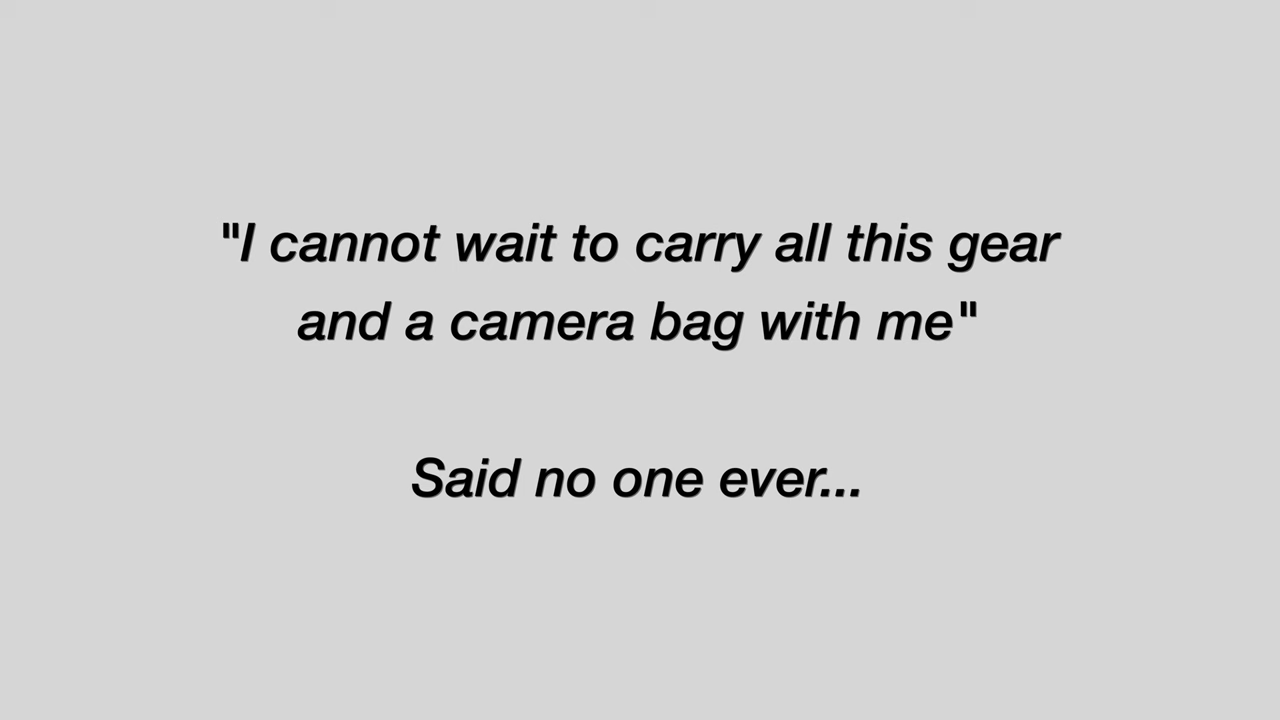 "I cannot wait to carry all this gear
and a camera bag with me"
Said no one ever...